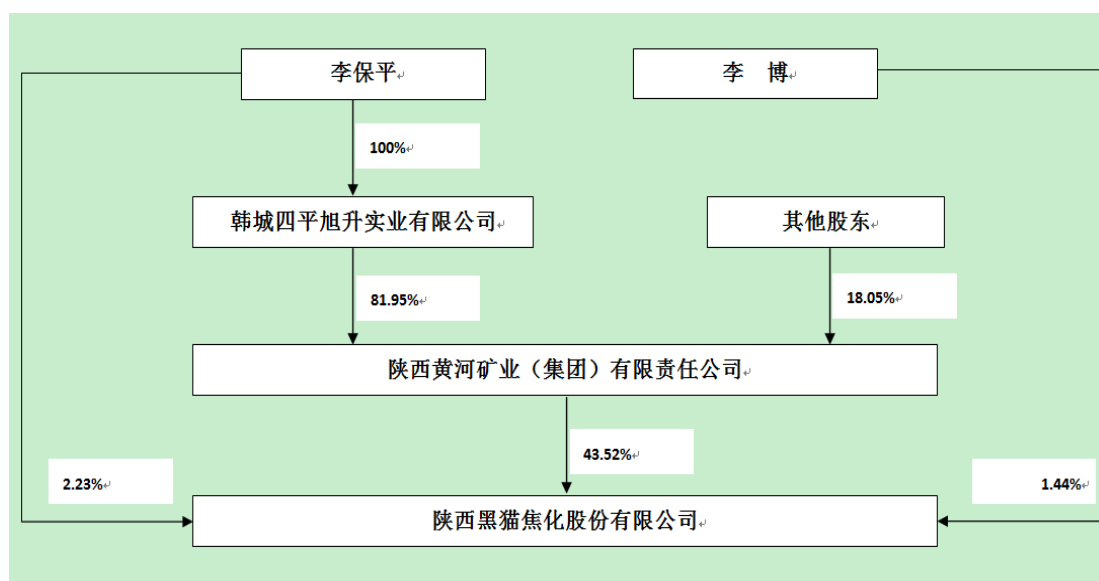 李保平
李　博
100%
韩城四平旭升实业有限公司
其他股东
81.95%
18.05%
陕西黄河矿业（集团）有限责任公司
43.52%
2.23%
1.44%
陕西黑猫焦化股份有限公司